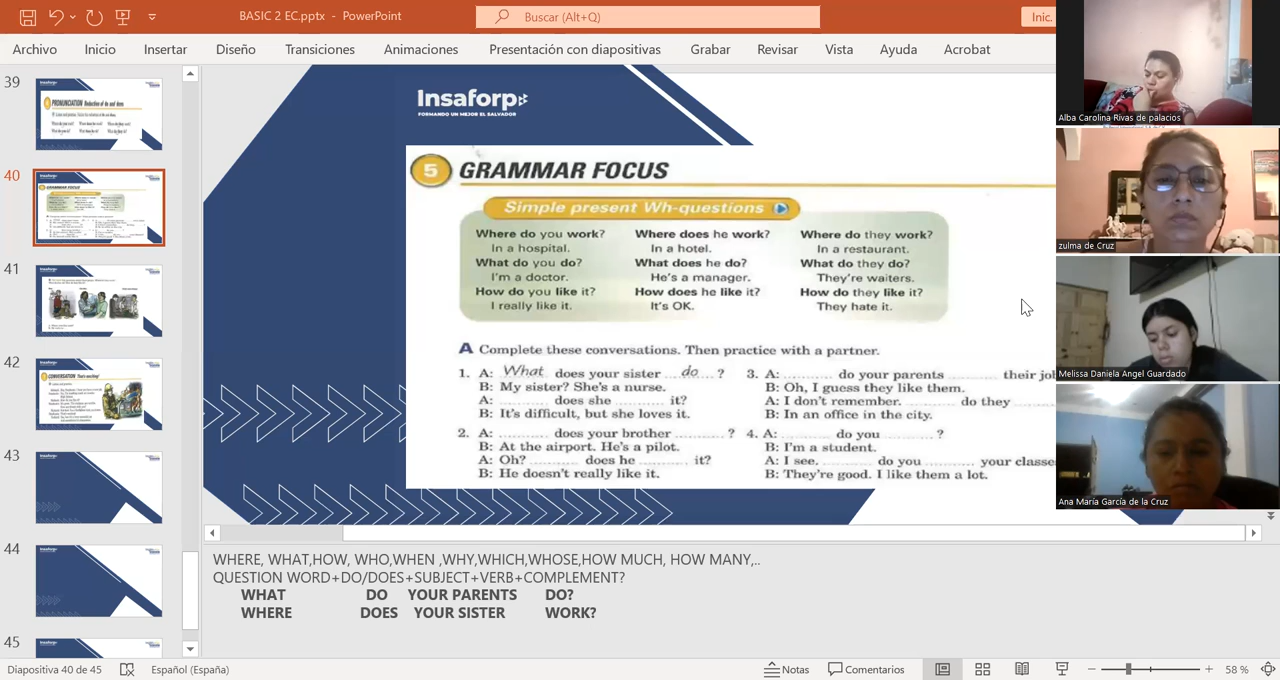 BASIC 2 EC.pptx - PowerPoint
Buscar (Alt+Q)
Inic.
Archivo Inicio Insertar Diseño Transiciones Animaciones Presentación con diapositivas Grabar Revisar Vista Ayuda Acrobat
39
40
41
42
43
44
45
Insaforp
FORMANDO UN MEJOR EL SALVADOR
5 GRAMMAR FOCUS
Simple present Wh-questions
Where do you work? Where does he work? Where do they work?
In a hospital. In a hotel. In a restaurant.
What do you do? What does he do? What do they do?
I'm a doctor. He's a manager. They're waiters.
How do you like it? How does he like it? How do they like it?
I really like it. It's OK. They hate it.
A Complete these conversations. Then practice with a partner.
1. A: What does your sister do ?
B: My sister? She's a nurse.
A: .......... does she .......... it?
B: It's difficult, but she loves it.
2. A: .......... does your brother .......... ?
B: At the airport. He's a pilot.
A: Oh? .......... does he .......... it?
B: He doesn't really like it.
3. A: .......... do your parents .......... their
B: Oh, I guess they like them.
A: I don't remember. .......... do they ..........
B: In an office in the city.
4. A: .......... do you .......... ?
B: I'm a student.
A: I see. .......... do you .......... your
B: They're good. I like them a lot.
Alba Carolina Rivas de palacios
zulma de Cruz
Melissa Daniela Angel Guardado
Ana María García de la Cruz
WHERE, WHAT,HOW, WHO,WHEN ,WHY,WHICH,WHOSE,HOW MUCH, HOW MANY,..
QUESTION WORD+DO/DOES+SUBJECT+VERB+COMPLEMENT?
WHAT DO YOUR PARENTS DO?
WHERE DOES YOUR SISTER WORK?
Diapositiva 40 de 45 Español (España) Notas Comentarios 58 %